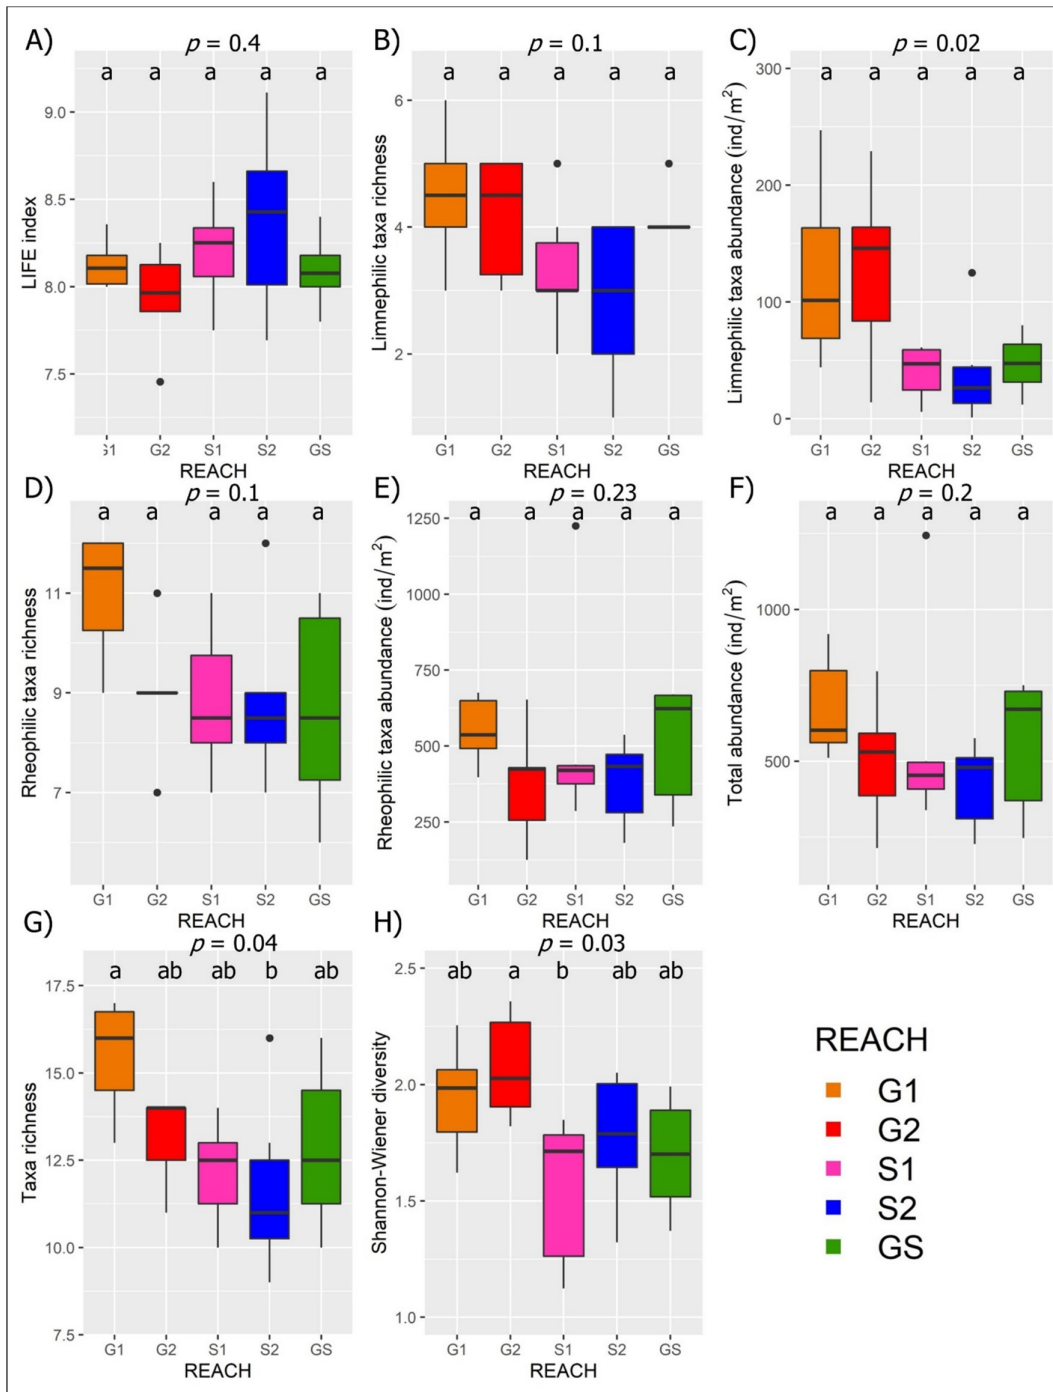 A)
p = 0.4
a a a a a
9.0
8.5
8.0
7.5
LIFE index
G1 G2 S1 S2 GS
REACH
B)
p = 0.1
a a a a a
6
4
2
Limnephilic taxa richness
G1 G2 S1 S2 GS
REACH
C)
p = 0.02
a a a a a
300
200
100
0
Limnephilic taxa abundance (ind/m²)
G1 G2 S1 S2 GS
REACH
D)
p = 0.1
a a a a a
11
9
7
Rheophilic taxa richness
G1 G2 S1 S2 GS
REACH
E)
p = 0.23
a a a a a
1250
1000
750
500
250
Rheophilic taxa abundance (ind/m²)
G1 G2 S1 S2 GS
REACH
F)
p = 0.2
a a a a a
1000
500
Total abundance (ind/m²)
G1 G2 S1 S2 GS
REACH
G)
p = 0.04
a ab ab b ab
17.5
15.0
12.5
10.0
7.5
Taxa richness
G1 G2 S1 S2 GS
REACH
H)
p = 0.03
ab a b ab ab
2.5
2.0
1.5
1.0
Shannon-Wiener diversity
G1 G2 S1 S2 GS
REACH
REACH
G1
G2
S1
S2
GS